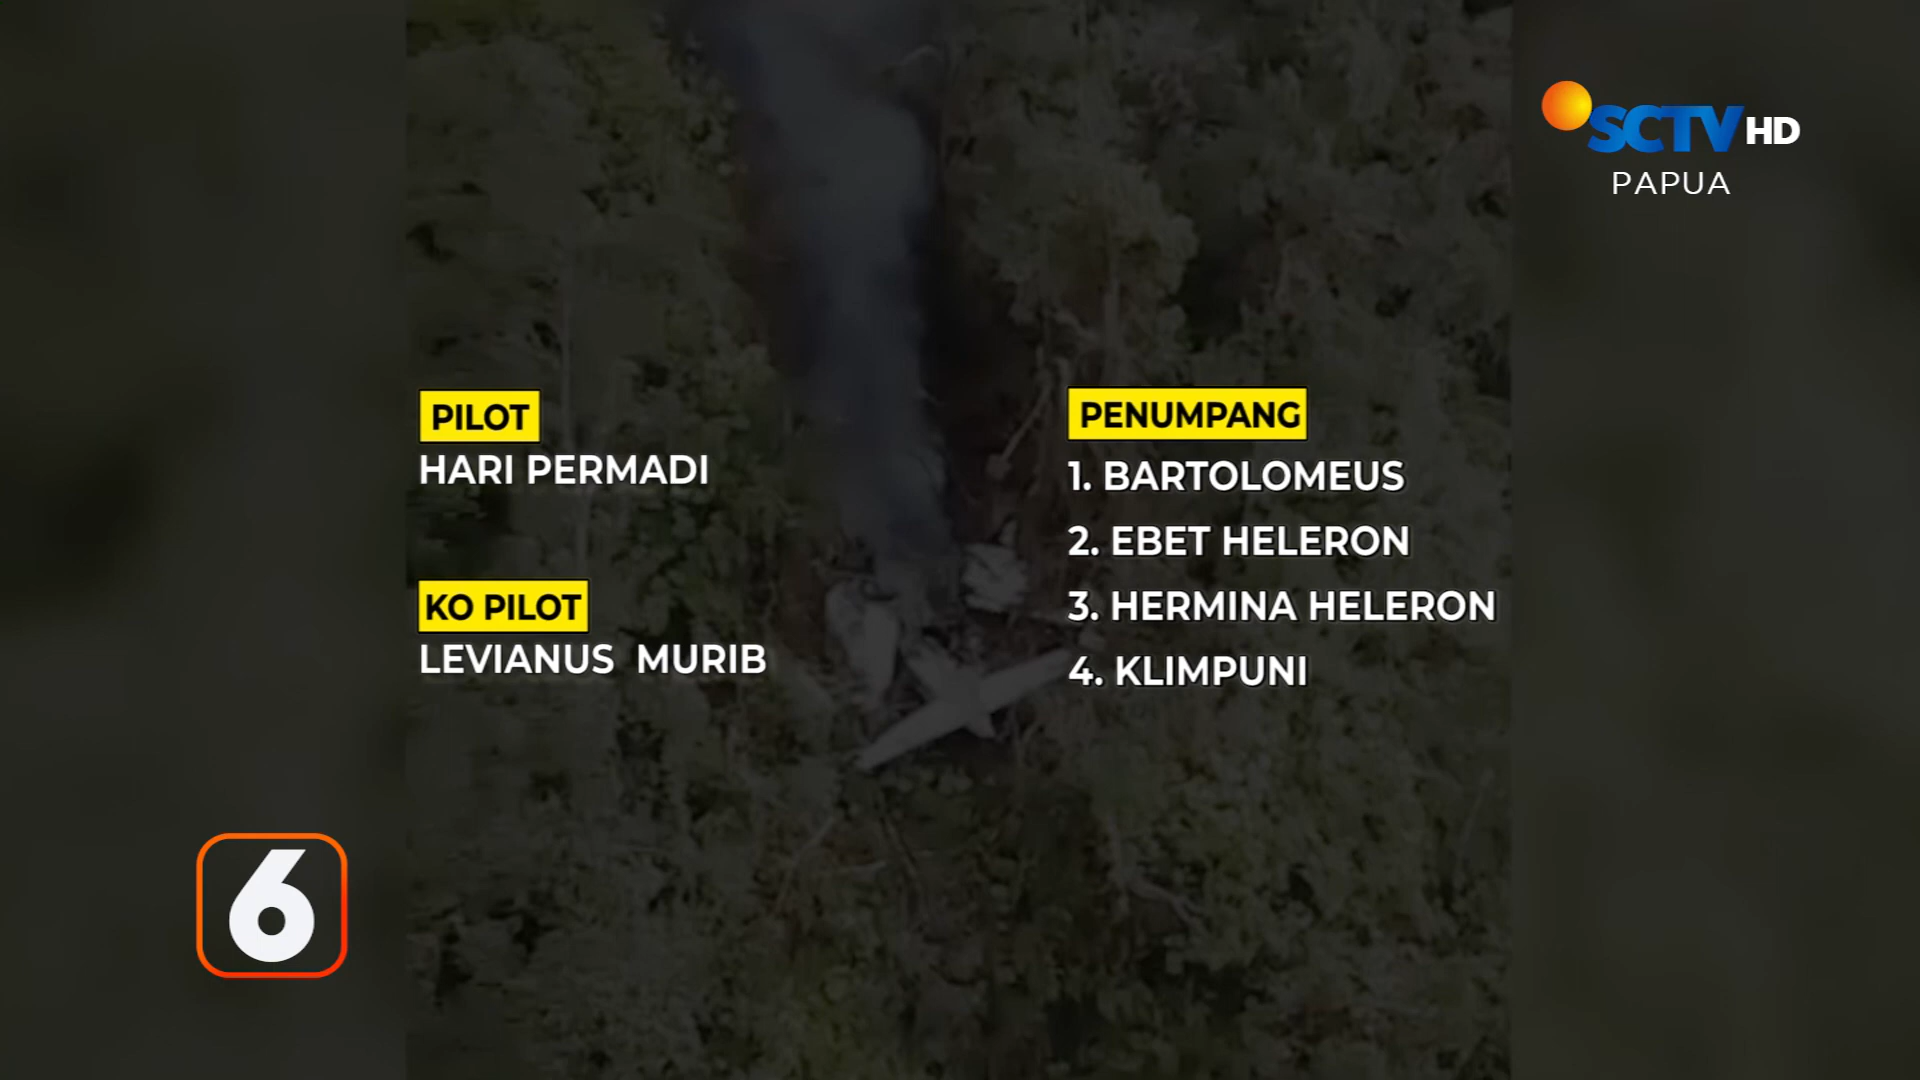 SCTV HD
PAPUA
PILOT
HARI PERMADI
KO PILOT
LEVIANUS MURIB
PENUMPANG
1. BARTOLOMEUS
2. EBET HELERON
3. HERMINA HELERON
4. KLIMPUNI
6